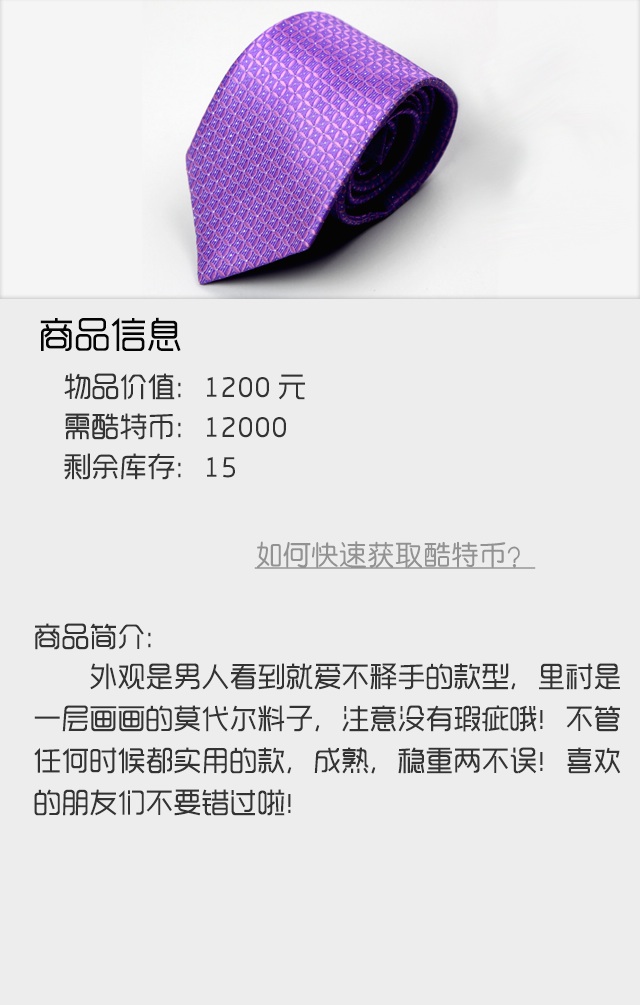 商品信息
物品价值: 1200 元
需酷特币: 12000
剩余库存: 15
如何快速获取酷特币?
商品简介:
外观是男人看到就爱不释手的款型, 里衬是
一层画画的莫代尔料子, 注意没有瑕疵哦! 不管
任何时候都实用的款, 成熟, 稳重两不误! 喜欢
的朋友们不要错过啦!